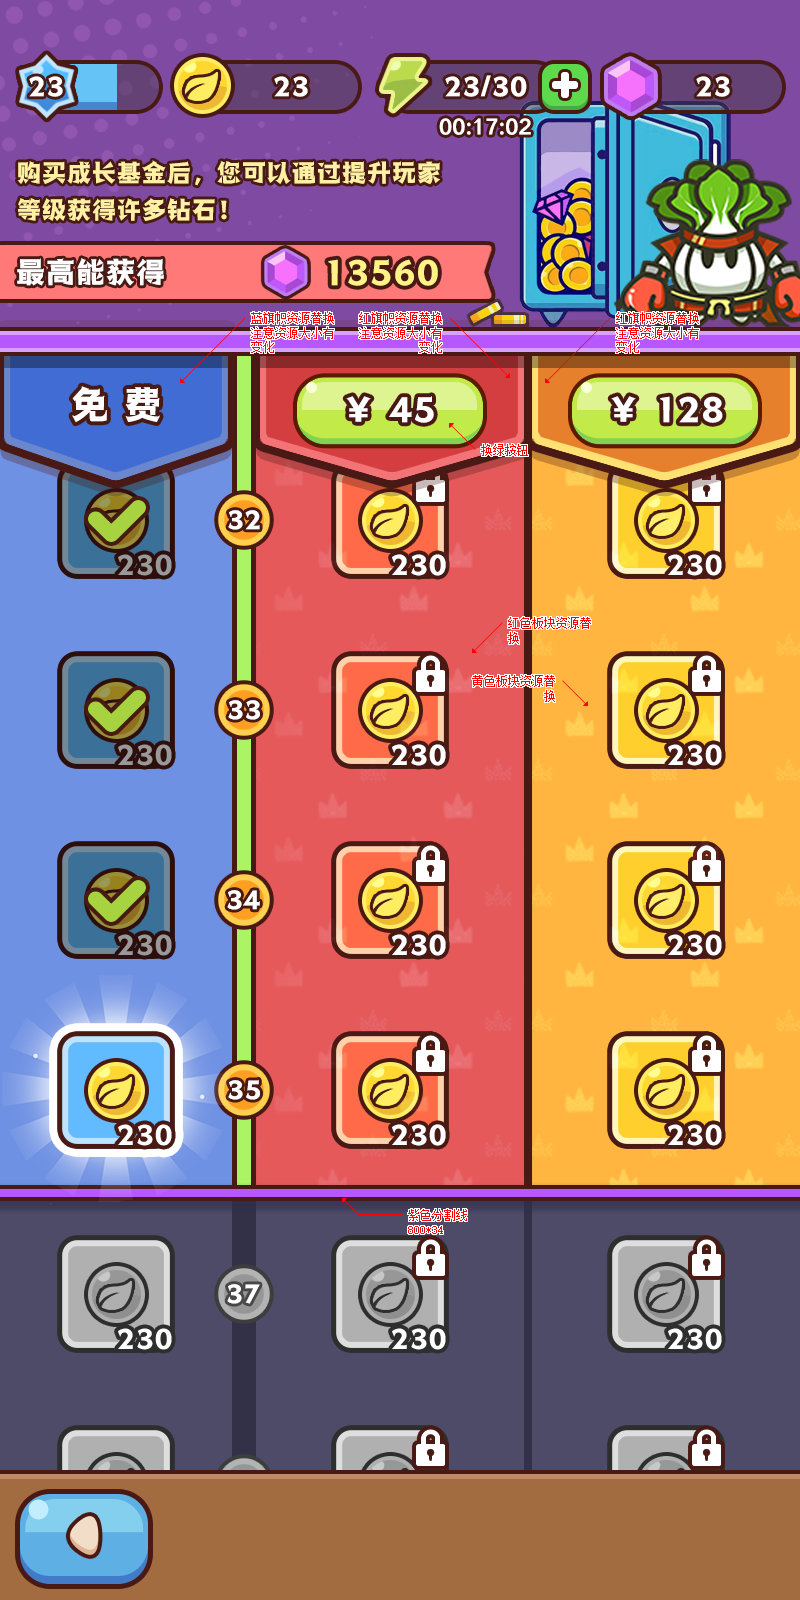 23
23
23/30
23
00:17:02
购买成长基金后，您可以通过提升玩家
等级获得许多钻石！
最高能获得
13560
蓝旗帜资源替换
注意资源大小有
变化
红旗帜资源替换
注意资源大小有
变化
红旗帜资源替换
注意资源大小有
变化
免 费
¥ 45
¥ 128
换绿按钮
32
230
230
230
红色板块资源替
换
黄色板块资源替
换
33
230
230
230
34
230
230
230
35
230
230
230
紫色分割线
800*34
37
230
230
230